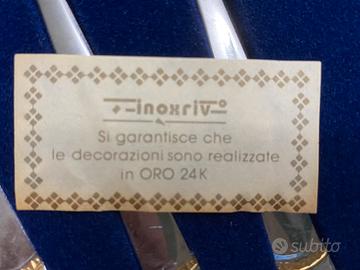 inoxriv
Si garantisce che
le decorazioni sono realizzate
in ORO 24K
subito